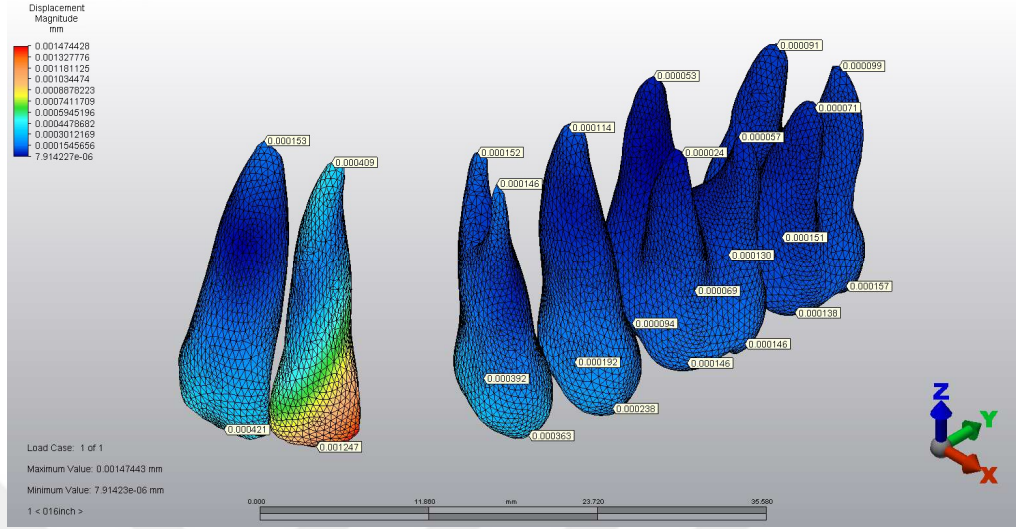 Displacement
Magnitude
mm
0.001474428
0.001327776
0.001181125
0.001034474
0.0008878223
0.0007411709
0.0005945196
0.0004478682
0.0003012169
0.0001545656
7.914227e-06
0.000091
0.000053
0.000099
0.000071
0.000114
0.000057
0.000153
0.000152
0.000024
0.000409
0.000146
0.000151
0.000130
0.000157
0.000069
0.000138
0.000094
0.000146
0.000192
0.000146
0.000392
0.000238
0.000421
0.000363
0.001247
Z
Y
X
Load Case: 1 of 1
Maximum Value: 0.00147443 mm
Minimum Value: 7.91423e-06 mm
1 < 016inch >
0.000 11.860 mm 23.720 35.580